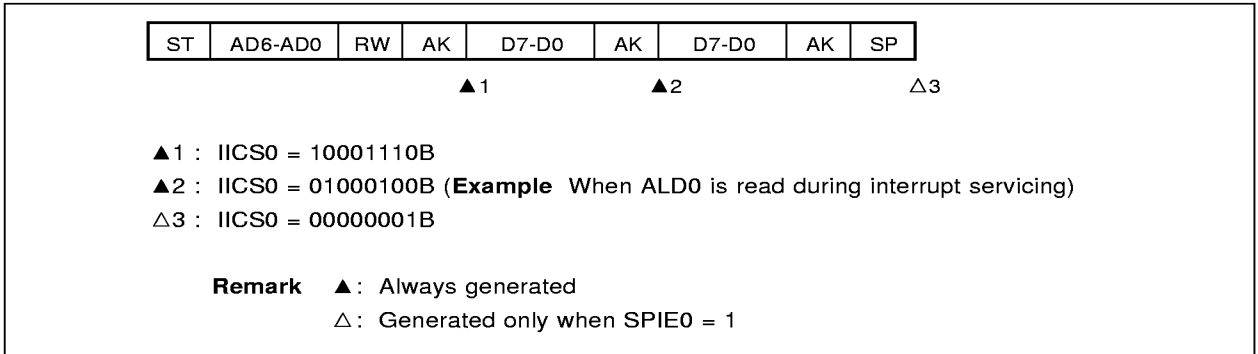 ST AD6-AD0 RW AK D7-D0 AK D7-D0 AK SP
▲1 ▲2 △3
▲1 : IICS0 = 10001110B
▲2 : IICS0 = 01000100B (Example When ALD0 is read during interrupt servicing)
△3 : IICS0 = 00000001B
Remark ▲: Always generated
△: Generated only when SPIE0 = 1